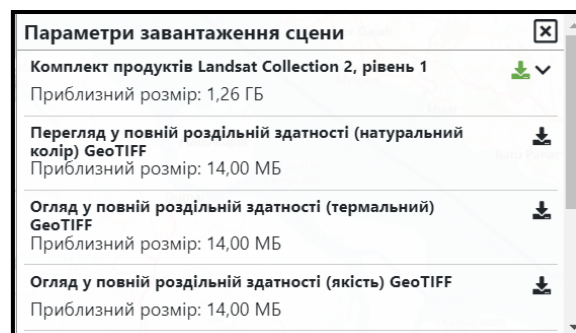 Параметри завантаження сцени
Комплект продуктів Landsat Collection 2, рівень 1
Приблизний розмір: 1,26 ГБ
Перегляд у повній роздільній здатності (натуральний
колір) GeoTIFF
Приблизний розмір: 14,00 МБ
Огляд у повній роздільній здатності (термальний)
GeoTIFF
Приблизний розмір: 14,00 МБ
Огляд у повній роздільній здатності (якість) GeoTIFF
Приблизний розмір: 14,00 МБ